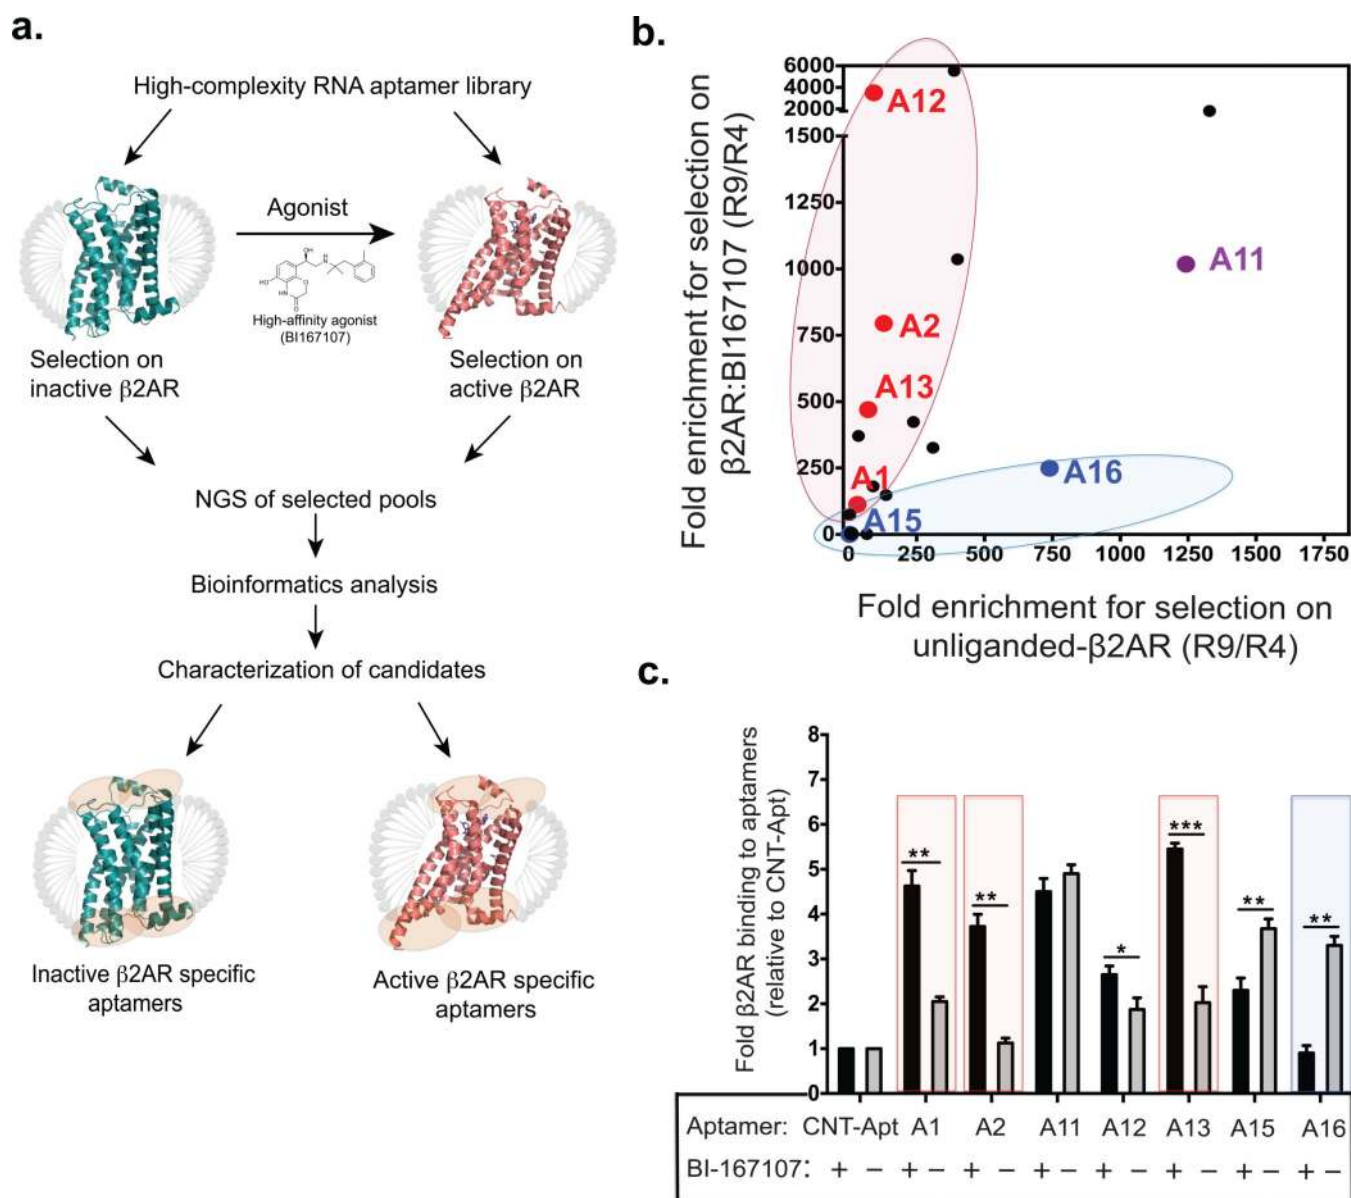 a.
High-complexity RNA aptamer library
Agonist
OH
H
N
HO
HN
O
O
High-affinity agonist
(BI167107)
Selection on
inactive β2AR
Selection on
active β2AR
NGS of selected pools
Bioinformatics analysis
Characterization of candidates
Inactive β2AR specific
aptamers
Active β2AR specific
aptamers
b.
Fold enrichment for selection on
β2AR:BI167107 (R9/R4)
6000
4000
2000
1500
1250
1000
750
500
250
0
A12
A11
A2
A13
A1
A16
A15
0 250 500 750 1000 1250 1500 1750
Fold enrichment for selection on
unliganded-β2AR (R9/R4)
c.
Fold β2AR binding to aptamers
(relative to CNT-Apt)
8
7
6
5
4
3
2
1
0
** ** * *** ** **
Aptamer: CNT-Apt A1 A2 A11 A12 A13 A15 A16
BI-167107: + − + − + − + − + − + − + − + −